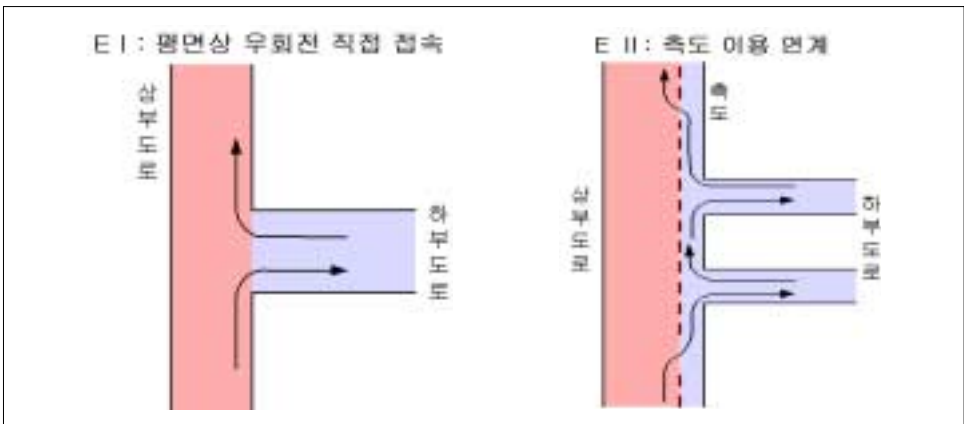 E I : 평면상 우회전 직접 접속
상부도로
하부도로
E II : 측도 이용 연계
측도
상부도로
하부도로